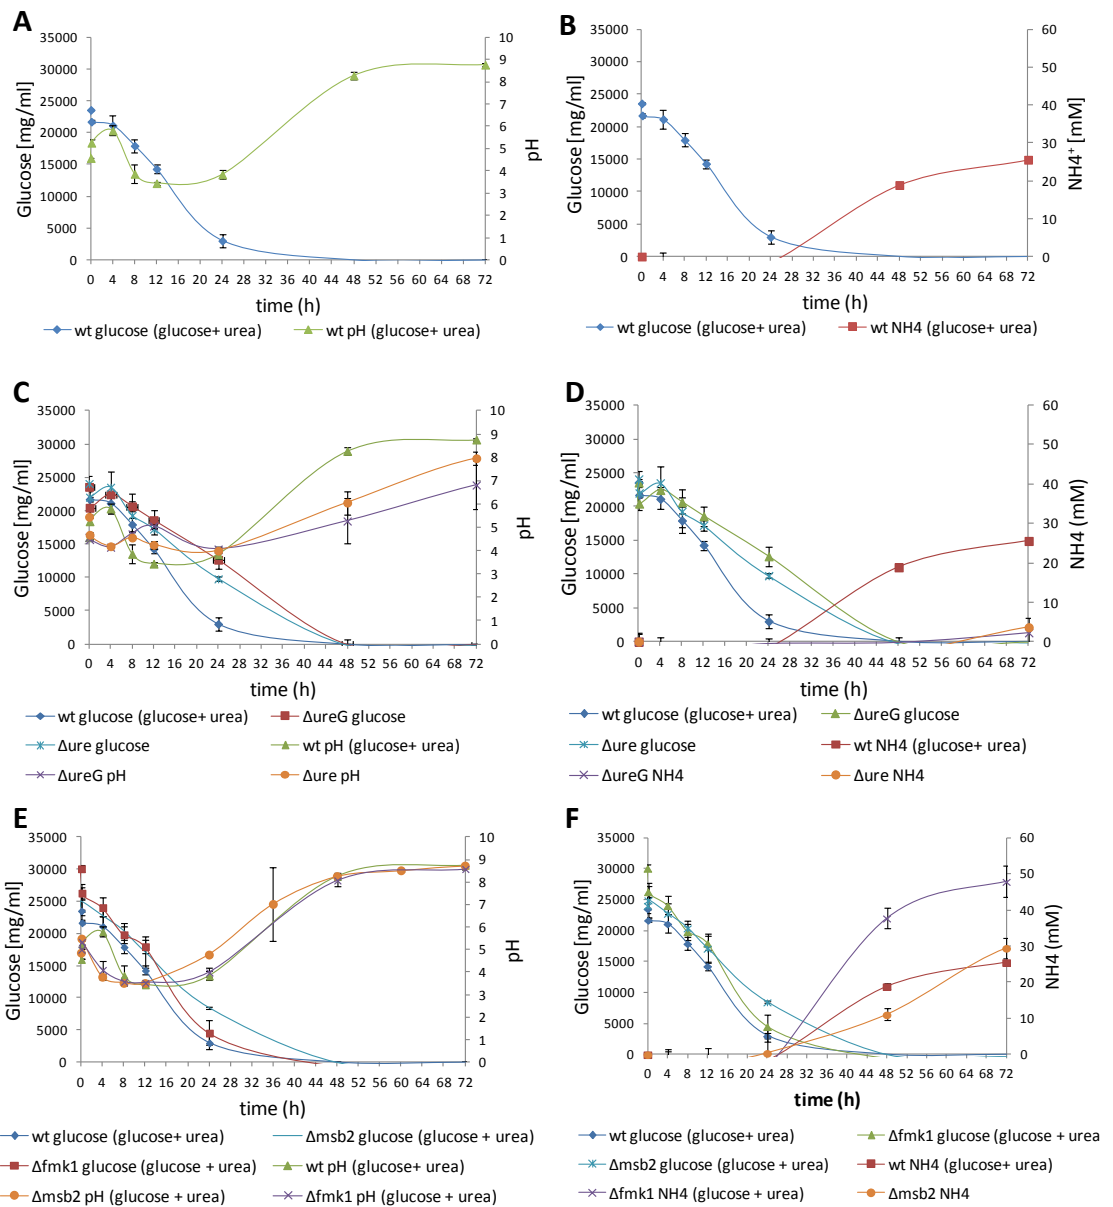 A
Glucose [mg/ml]
35000
30000
25000
20000
15000
10000
5000
0
10
9
8
7
6
5
4
3
2
1
0
pH
0 4 8 12 16 20 24 28 32 36 40 44 48 52 56 60 64 68 72
time (h)
wt glucose (glucose+ urea)
wt pH (glucose+ urea)
B
Glucose [mg/ml]
35000
30000
25000
20000
15000
10000
5000
0
60
50
40
30
20
10
0
NH4⁺ [mM]
0 4 8 12 16 20 24 28 32 36 40 44 48 52 56 60 64 68 72
time (h)
wt glucose (glucose+ urea)
wt NH4 (glucose+ urea)
C
Glucose [mg/ml]
35000
30000
25000
20000
15000
10000
5000
0
10
9
8
7
6
5
4
3
2
1
0
pH
0 4 8 12 16 20 24 28 32 36 40 44 48 52 56 60 64 68 72
time (h)
wt glucose (glucose+ urea)
ΔureG glucose
Δure glucose
wt pH (glucose+ urea)
ΔureG pH
Δure pH
D
Glucose [mg/ml]
35000
30000
25000
20000
15000
10000
5000
0
60
50
40
30
20
10
0
NH4 (mM)
0 4 8 12 16 20 24 28 32 36 40 44 48 52 56 60 64 68 72
time (h)
wt glucose (glucose+ urea)
ΔureG glucose
Δure glucose
wt NH4 (glucose+ urea)
ΔureG NH4
Δure NH4
E
Glucose [mg/ml]
35000
30000
25000
20000
15000
10000
5000
0
10
9
8
7
6
5
4
3
2
1
0
pH
0 4 8 12 16 20 24 28 32 36 40 44 48 52 56 60 64 68 72
time (h)
wt glucose (glucose+ urea)
Δmsb2 glucose (glucose + urea)
Δfmk1 glucose (glucose + urea)
wt pH (glucose+ urea)
Δmsb2 pH (glucose + urea)
Δfmk1 pH (glucose + urea)
F
Glucose [mg/ml]
35000
30000
25000
20000
15000
10000
5000
0
60
50
40
30
20
10
0
NH4 (mM)
0 4 8 12 16 20 24 28 32 36 40 44 48 52 56 60 64 68 72
time (h)
wt glucose (glucose+ urea)
Δfmk1 glucose (glucose + urea
Δmsb2 glucose (glucose + urea)
wt NH4 (glucose+ urea)
Δfmk1 NH4 (glucose + urea)
Δmsb2 NH4